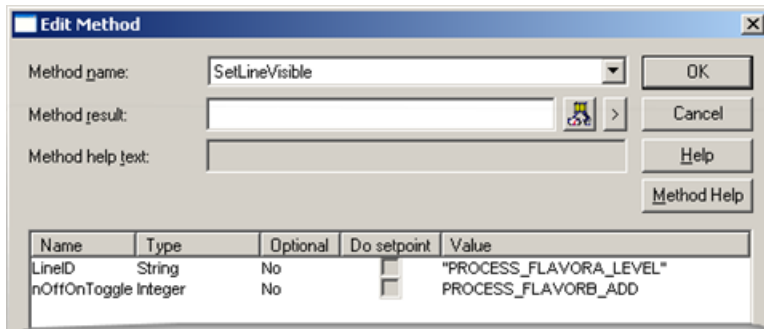 Edit Method
Method name: SetLineVisible OK
Method result: > Cancel
Method help text: Help
Method Help
Name Type Optional Do setpoint Value
LineID String No "PROCESS_FLAVORA_LEVEL"
nOffOnToggle Integer No PROCESS_FLAVORB_ADD